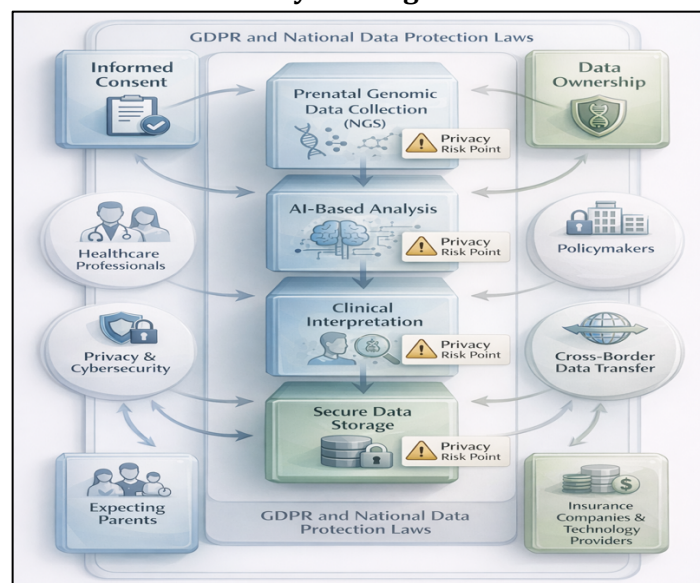 GDPR and National Data Protection Laws
Informed
Consent
Data
Ownership
Prenatal Genomic
Data Collection
(NGS)
Privacy
Risk Point
AI-Based Analysis
Privacy
Risk Point
Healthcare
Professionals
Policymakers
Clinical
Interpretation
Privacy
Risk Point
Privacy &
Cybersecurity
Cross-Border
Data Transfer
Secure Data
Storage
Privacy
Risk Point
Expecting
Parents
GDPR and National Data
Protection Laws
Insurance
Companies &
Technology
Providers
$